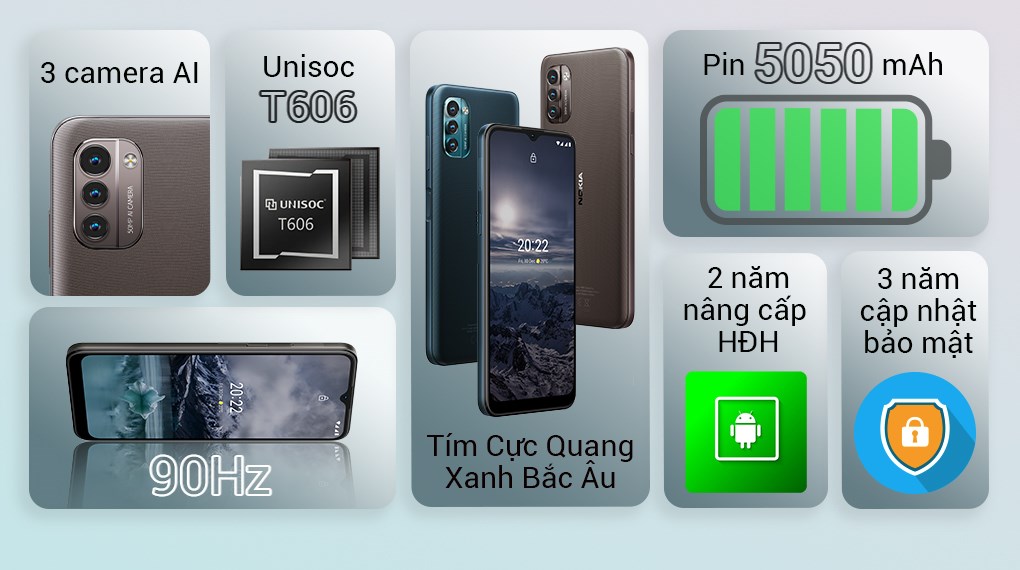 3 camera AI
50MP AI CAMERA
Unisoc
T606
UNISOC
T606
NOKIA
20:22
Tím Cực Quang
Xanh Bắc Âu
Pin 5050 mAh
20:22
90Hz
2 năm
nâng cấp
HĐH
3 năm
cập nhật
bảo mật